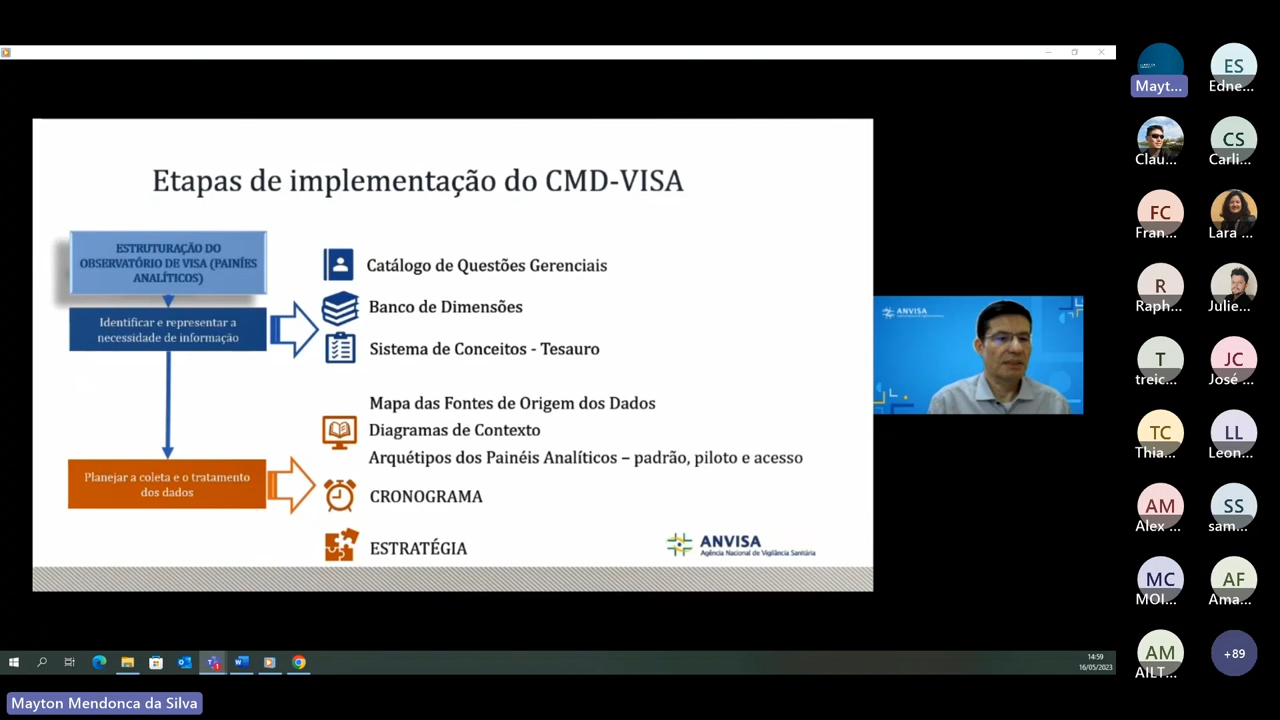 Etapas de implementação do CMD-VISA
ESTRUTURAÇÃO DO
OBSERVATÓRIO DE VISA (PAINÍES
ANALÍTICOS)
Identificar e representar a
necessidade de informação
Catálogo de Questões Gerenciais
Banco de Dimensões
Sistema de Conceitos - Tesauro
Planejar a coleta e o tratamento
dos dados
Mapa das Fontes de Origem dos Dados
Diagramas de Contexto
Arquétipos dos Painéis Analíticos – padrão, piloto e acesso
CRONOGRAMA
ESTRATÉGIA
ANVISA
Agência Nacional de Vigilância Sanitária
ANVISA
Mayt...
ES
Edne...
Clau...
CS
Carli...
FC
Fran...
Lara ...
R
Raph...
Julie...
T
treic...
JC
José ...
TC
Thia...
LL
Leon...
AM
Alex ...
SS
sam...
MC
MOI...
AF
Ama...
AM
AILT...
+89
14:59
16/05/2023
Mayton Mendonca da Silva